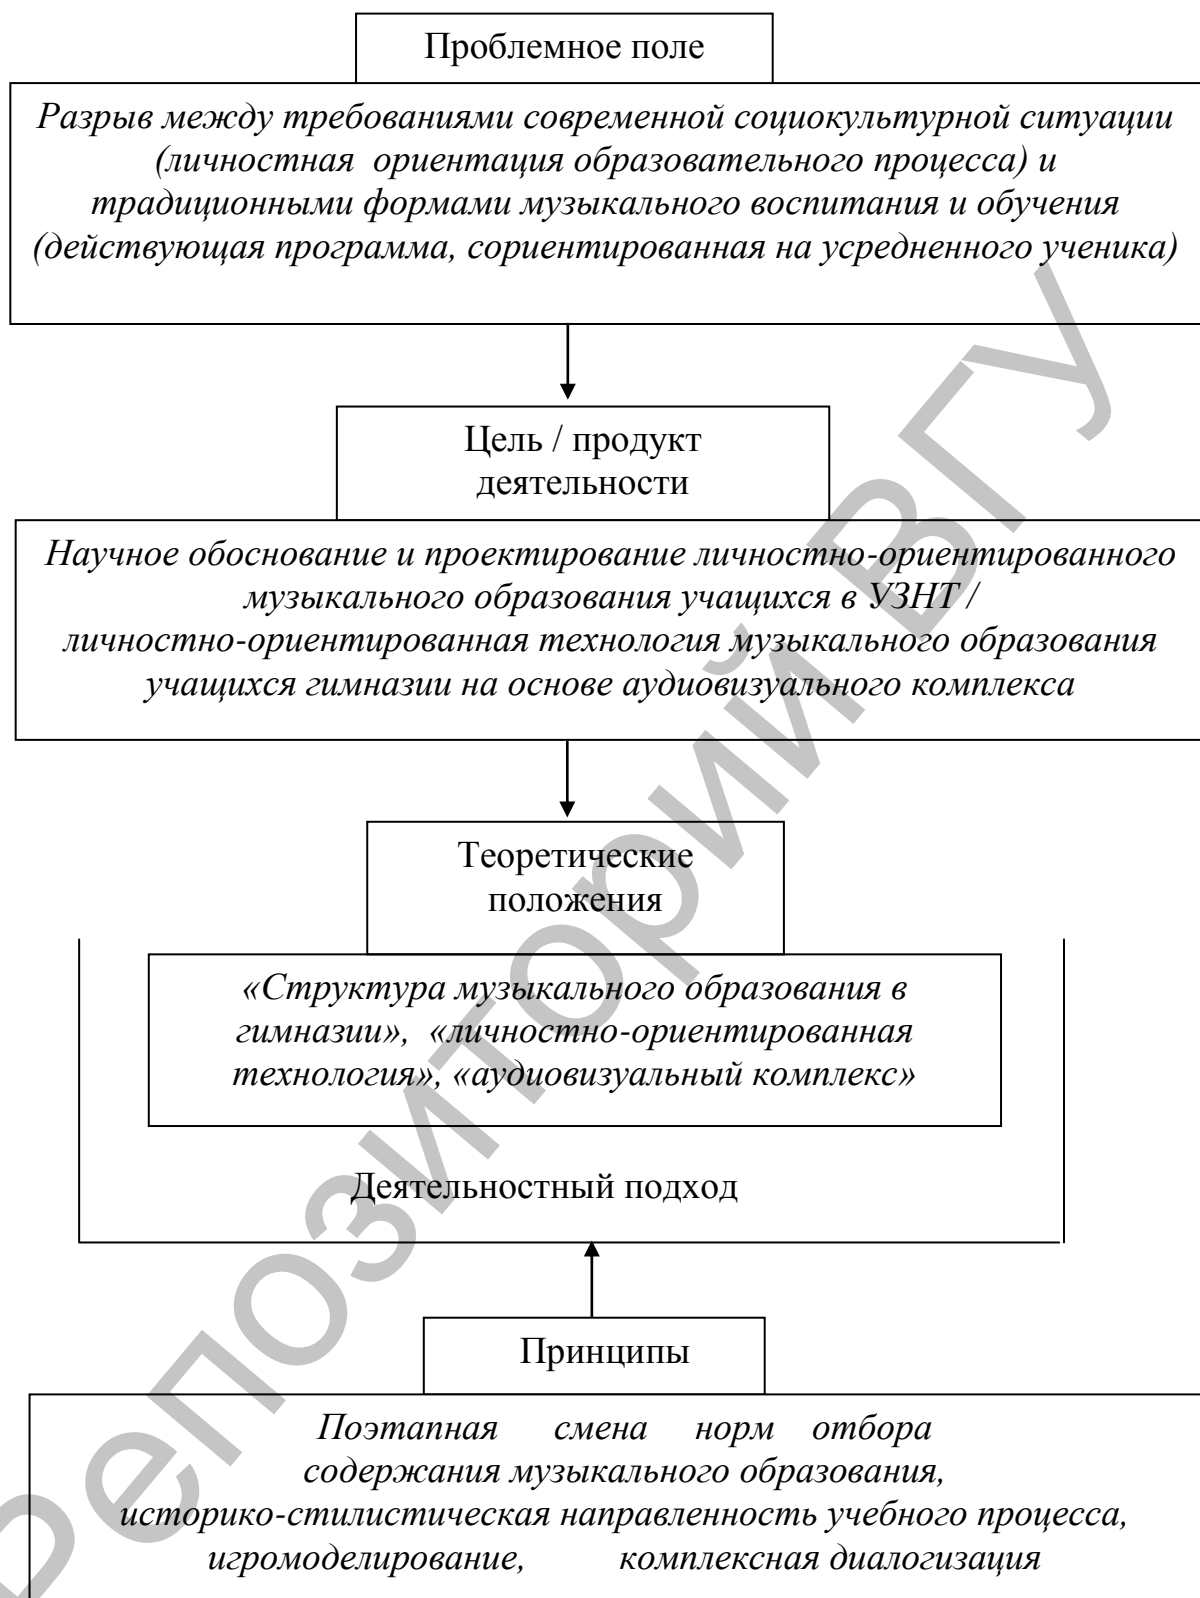 Проблемное поле
Разрыв между требованиями современной социокультурной ситуации
(личностная ориентация образовательного процесса) и
традиционными формами музыкального воспитания и обучения
(действующая программа, сориентированная на усредненного ученика)
Цель / продукт
деятельности
Научное обоснование и проектирование личностно-ориентированного
музыкального образования учащихся в УЗНТ /
личностно-ориентированная технология музыкального образования
учащихся гимназии на основе аудиовизуального комплекса
Теоретические
положения
«Структура музыкального образования в
гимназии», «личностно-ориентированная
технология», «аудиовизуальный комплекс»
Деятельностный подход
Принципы
Поэтапная смена норм отбора
содержания музыкального образования,
историко-стилистическая направленность учебного процесса,
игромоделирование, комплексная диалогизация
Репозиторий ВГУ